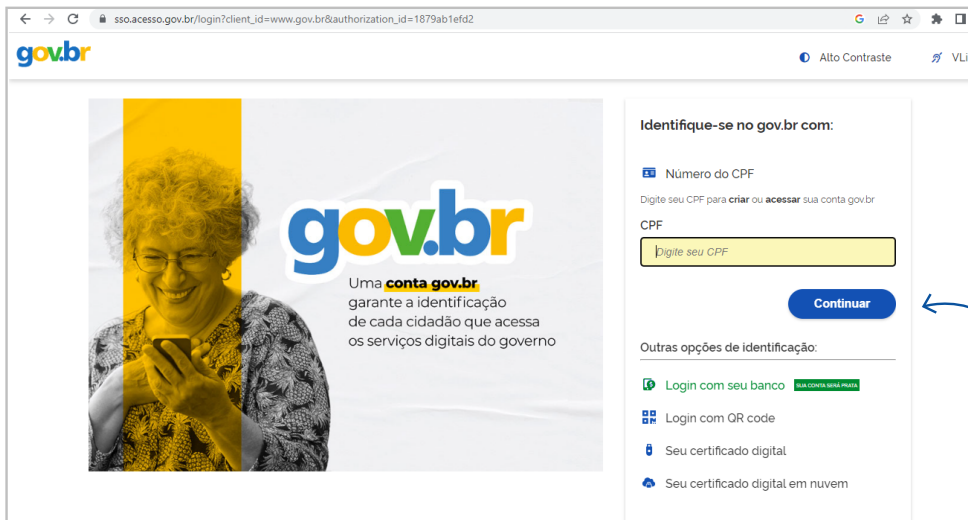 sso.acesso.gov.br/login?client_id=www.gov.br&authorization_id=1879ab1efd2
gov.br
Alto Contraste
VLi
gov.br
Uma conta gov.br
garante a identificação
de cada cidadão que acessa
os serviços digitais do governo
Identifique-se no gov.br com:
Número do CPF
Digite seu CPF para criar ou acessar sua conta gov.br
CPF
Digite seu CPF
Continuar
Outras opções de identificação:
Login com seu banco SUA CONTA SERÁ PRATA
Login com QR code
Seu certificado digital
Seu certificado digital em nuvem